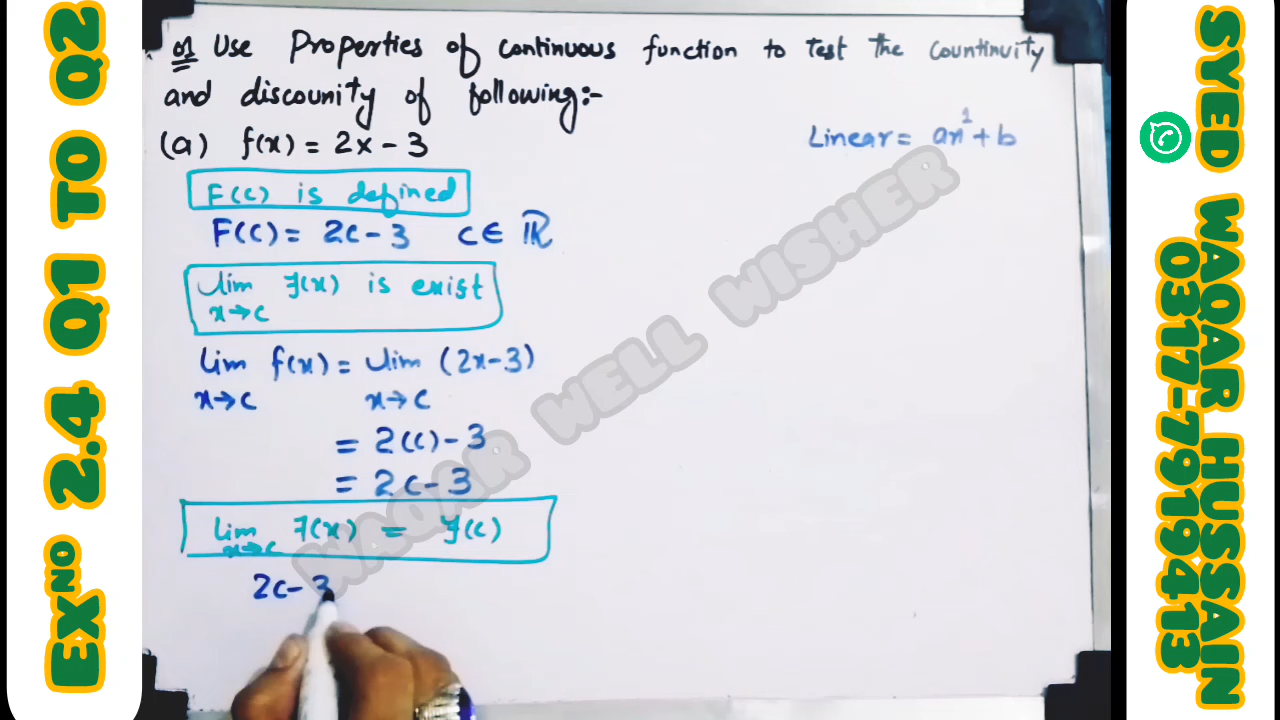 Exᴺᴼ 2.4 Q1 TO Q2
Q1 Use Properties of continuous function to test the Countinuity
and discounity of following:-
(a) f(x) = 2x - 3
Linear = ax¹ + b
F(c) is defined
F(c) = 2c - 3 c ∈ ℝ
lim f(x) is exist
x→c
lim f(x) = lim (2x-3)
x→c x→c
= 2(c) - 3
= 2c - 3
lim f(x) = f(c)
x→c
2c - 3
WAQAR WELL WISHER
SYED WAQAR HUSSAIN
0317-7919413